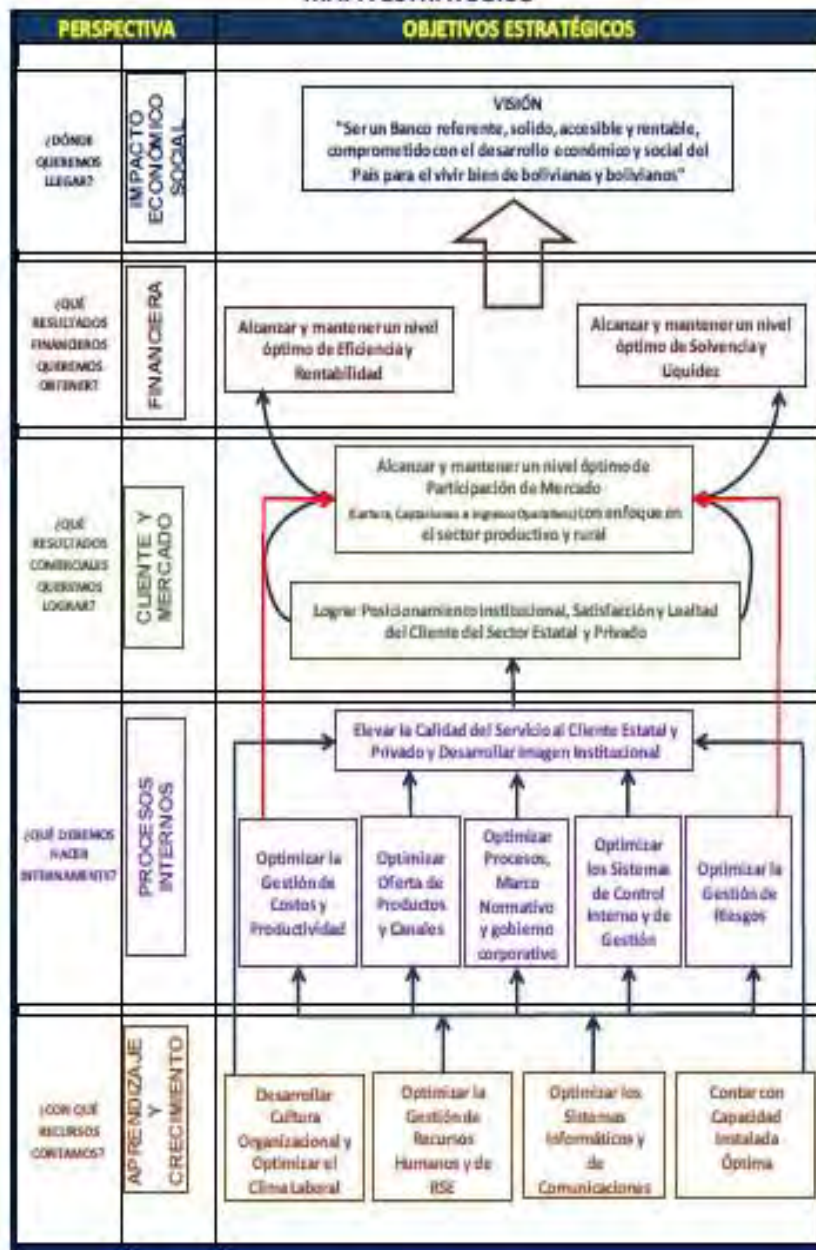 MAPA ESTRATÉGICO
PERSPECTIVA
OBJETIVOS ESTRATÉGICOS
¿DÓNDE
QUEREMOS
LLEGAR?
IMPACTO
ECONÓMICO
SOCIAL
VISIÓN
"Ser un Banco referente, solido, accesible y rentable,
comprometido con el desarrollo económico y social del
País para el vivir bien de bolivianas y bolivianos"
¿QUÉ
RESULTADOS
FINANCIEROS
QUEREMOS
OBTENER?
FINANCIERA
Alcanzar y mantener un nivel
óptimo de Eficiencia y
Rentabilidad
Alcanzar y mantener un nivel
óptimo de Solvencia y
Liquidez
¿QUÉ
RESULTADOS
COMERCIALES
QUEREMOS
LOGRAR?
CLIENTE Y
MERCADO
Alcanzar y mantener un nivel óptimo de
Participación de Mercado
(Cartera, Captaciones e Ingresos Operativos) con enfoque en
el sector productivo y rural
Lograr Posicionamiento Institucional, Satisfacción y Lealtad
del Cliente del Sector Estatal y Privado
¿QUÉ DEBEMOS
HACER
INTERNAMENTE?
PROCESOS
INTERNOS
Elevar la Calidad del Servicio al Cliente Estatal y
Privado y Desarrollar Imagen Institucional
Optimizar la
Gestión de
Costos y
Productividad
Optimizar
Oferta de
Productos
y Canales
Optimizar
Procesos,
Marco
Normativo
y gobierno
corporativo
Optimizar
los Sistemas
de Control
Interno y de
Gestión
Optimizar la
Gestión de
Riesgos
¿CON QUÉ
RECURSOS
CONTAMOS?
APRENDIZAJE
Y
CRECIMIENTO
Desarrollar
Cultura
Organizacional y
Optimizar el
Clima Laboral
Optimizar la
Gestión de
Recursos
Humanos y de
RSE
Optimizar los
Sistemas
Informáticos y
de
Comunicaciones
Contar con
Capacidad
Instalada
Óptima